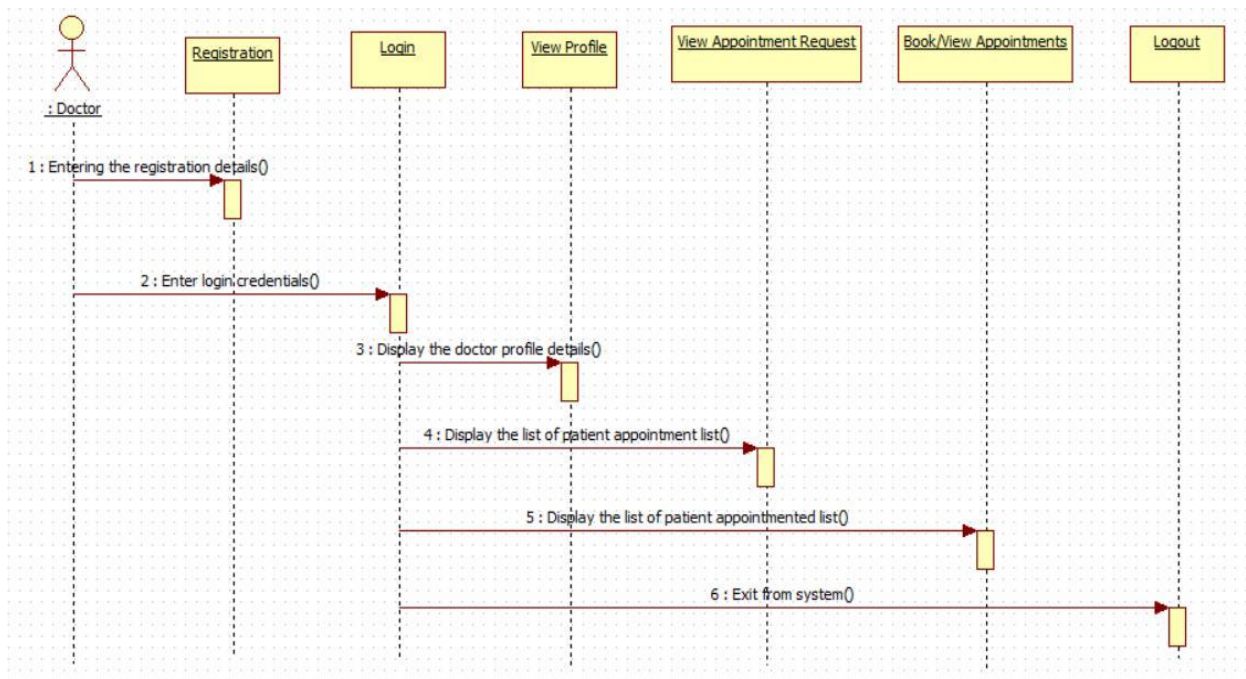 Registration
Login
View Profile
View Appointment Request
Book/View Appointments
Logout
: Doctor
1 : Entering the registration details()
2 : Enter login credentials()
3 : Display the doctor profile details()
4 : Display the list of patient appointment list()
5 : Display the list of patient appointmented list()
6 : Exit from system()